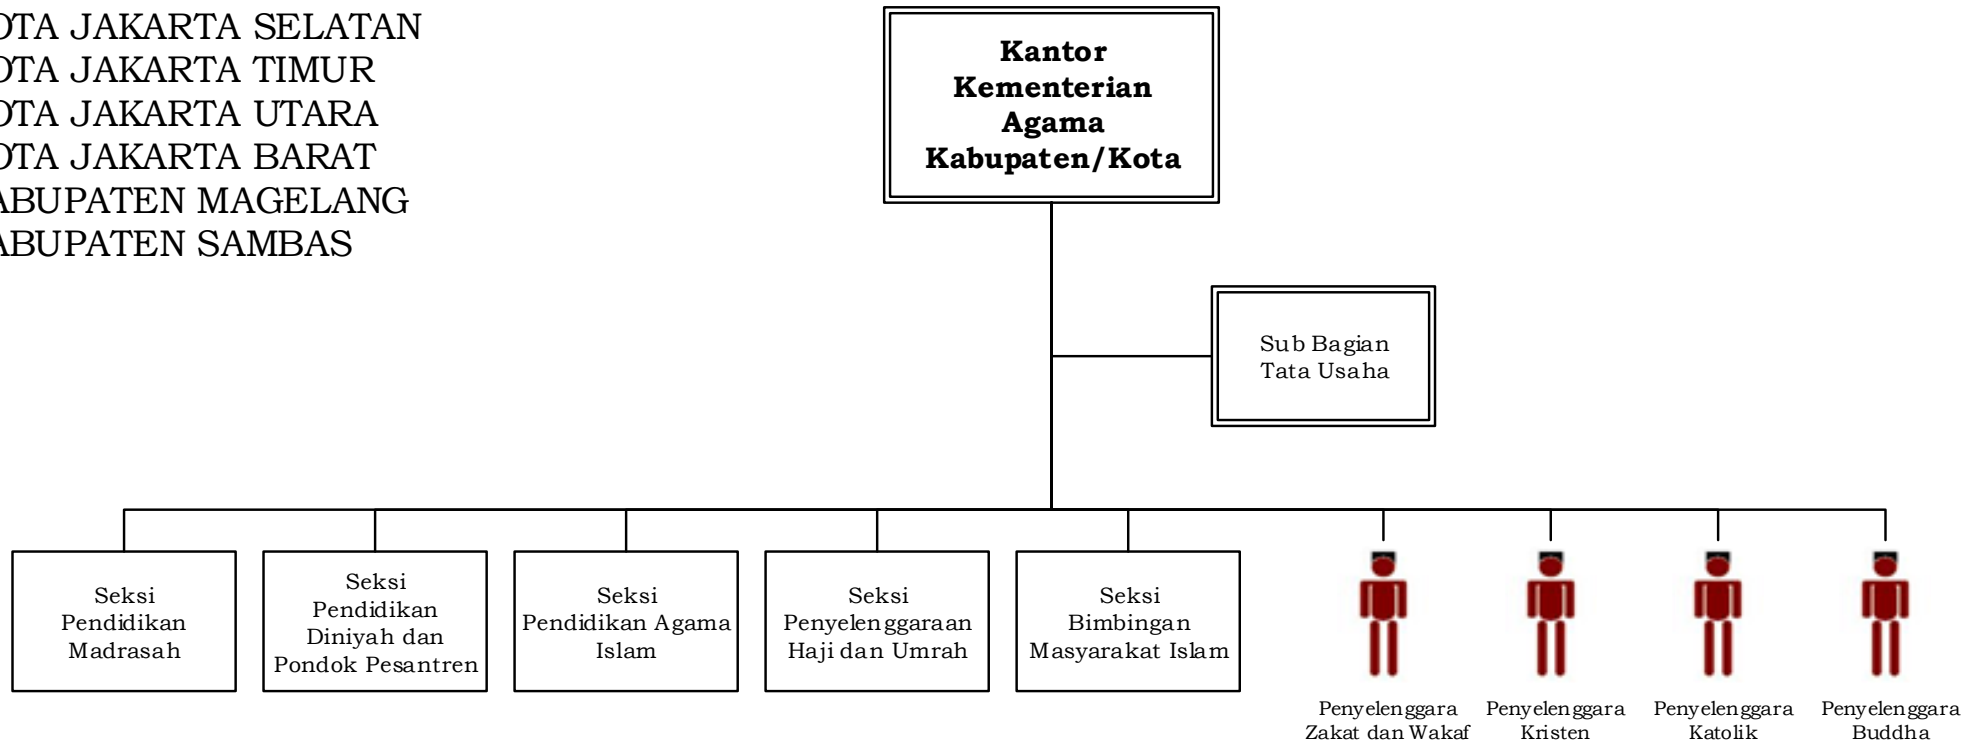 OTA JAKARTA SELATAN
OTA JAKARTA TIMUR
OTA JAKARTA UTARA
OTA JAKARTA BARAT
ABUPATEN MAGELANG
ABUPATEN SAMBAS
Kantor
Kementerian
Agama
Kabupaten/Kota
Sub Bagian
Tata Usaha
Seksi
Pendidikan
Madrasah
Seksi
Pendidikan
Diniyah dan
Pondok Pesantren
Seksi
Pendidikan Agama
Islam
Seksi
Penyelenggaraan
Haji dan Umrah
Seksi
Bimbingan
Masyarakat Islam
Penyelenggara
Zakat dan Wakaf
Penyelenggara
Kristen
Penyelenggara
Katolik
Penyelenggara
Buddha